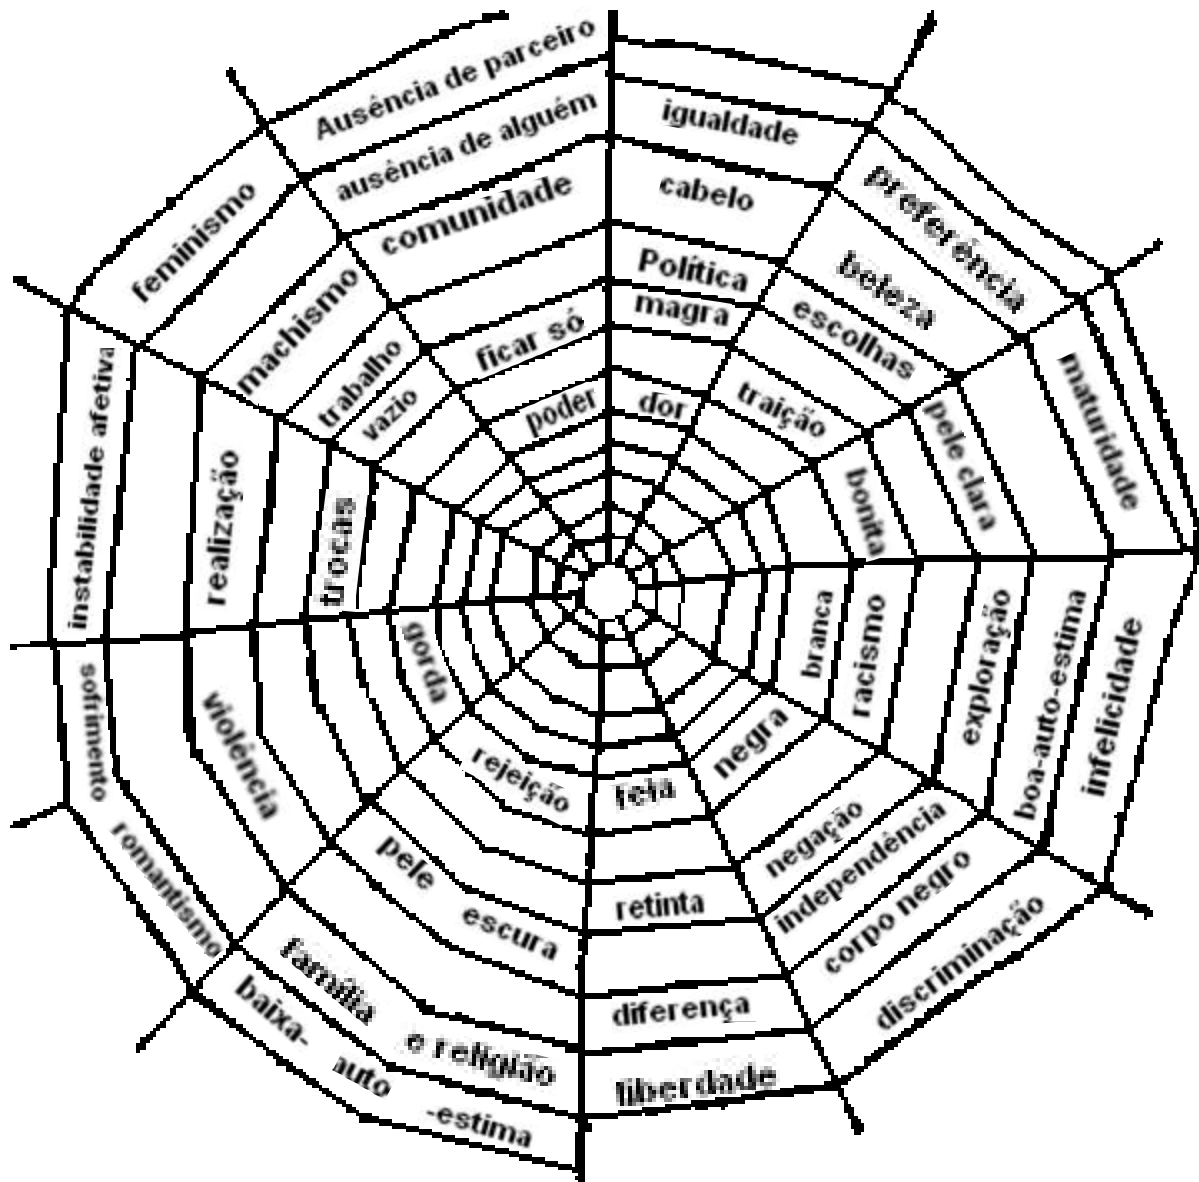 Ausência de parceiro
ausência de alguém
comunidade
ficar só
poder
igualdade
cabelo
Política
magra
dor
preferência
beleza
escolhas
traição
maturidade
pele clara
bonita
infelicidade
boa-auto-estima
exploração
racismo
branca
negra
negação
independência
corpo negro
discriminação
feia
retinta
diferença
liberdade
rejeição
pele escura
família e religião
baixa-auto-estima
gorda
violência
romantismo
sofrimento
instabilidade afetiva
realização
trocas
feminismo
machismo
trabalho
vazio